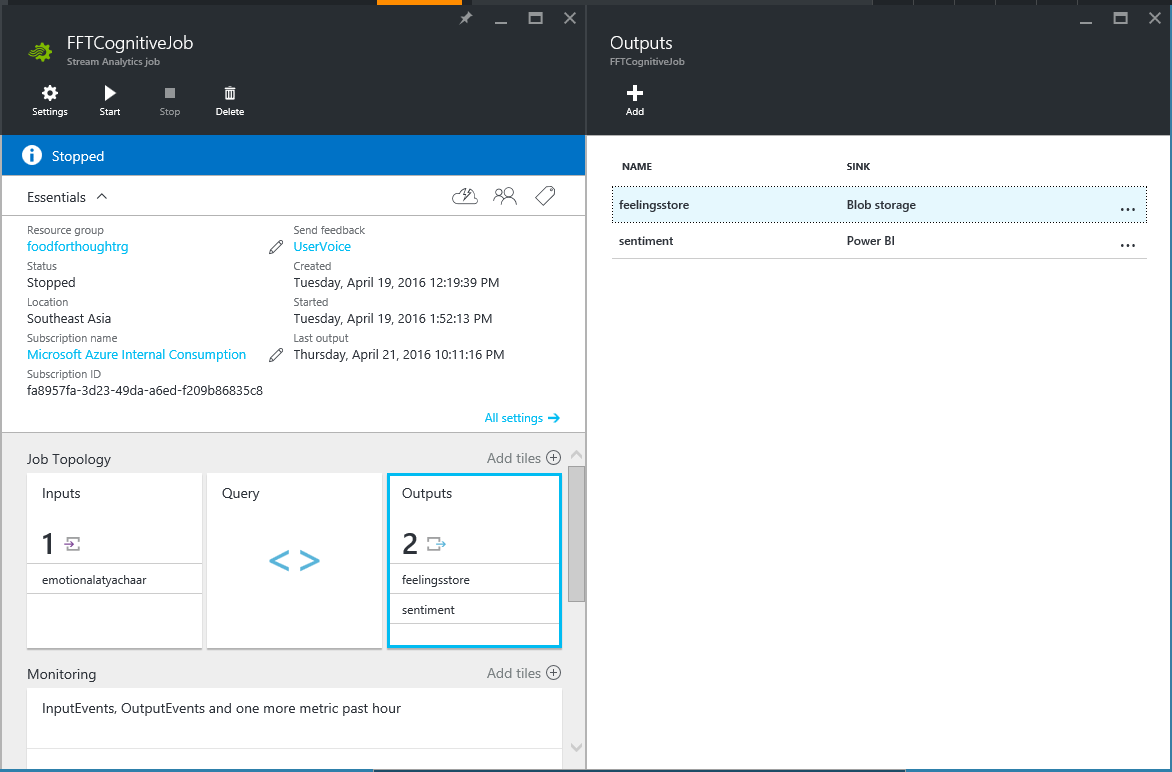 FFTCognitiveJob
Stream Analytics job
Settings
Start
Stop
Delete
Stopped
Essentials
Resource group
foodforthoughtrg
Status
Stopped
Location
Southeast Asia
Subscription name
Microsoft Azure Internal Consumption
Subscription ID
fa8957fa-3d23-49da-a6ed-f209b86835c8
Send feedback
UserVoice
Created
Tuesday, April 19, 2016 12:19:39 PM
Started
Tuesday, April 19, 2016 1:52:13 PM
Last output
Thursday, April 21, 2016 10:11:16 PM
All settings
Job Topology
Add tiles
Inputs
1
emotionalatyachaar
Query
< >
Outputs
2
feelingsstore
sentiment
Monitoring
Add tiles
InputEvents, OutputEvents and one more metric past hour
Outputs
FFTCognitiveJob
Add
NAME SINK
feelingsstore Blob storage ...
sentiment Power BI ...